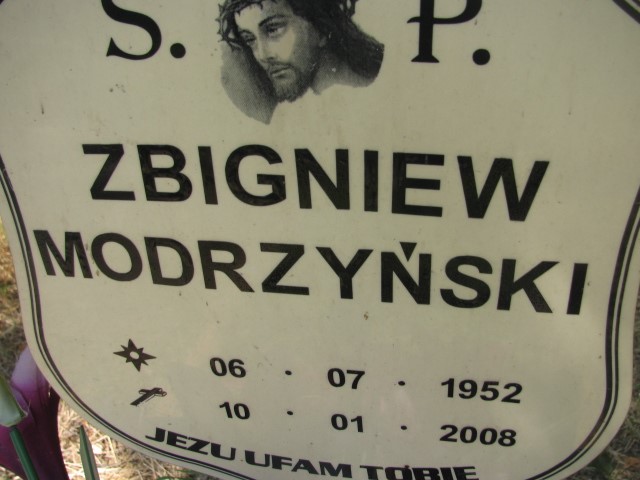 S. P.
ZBIGNIEW
MODRZYŃSKI
06 . 07 . 1952
10 . 01 . 2008
JEZU UFAM TOBIE